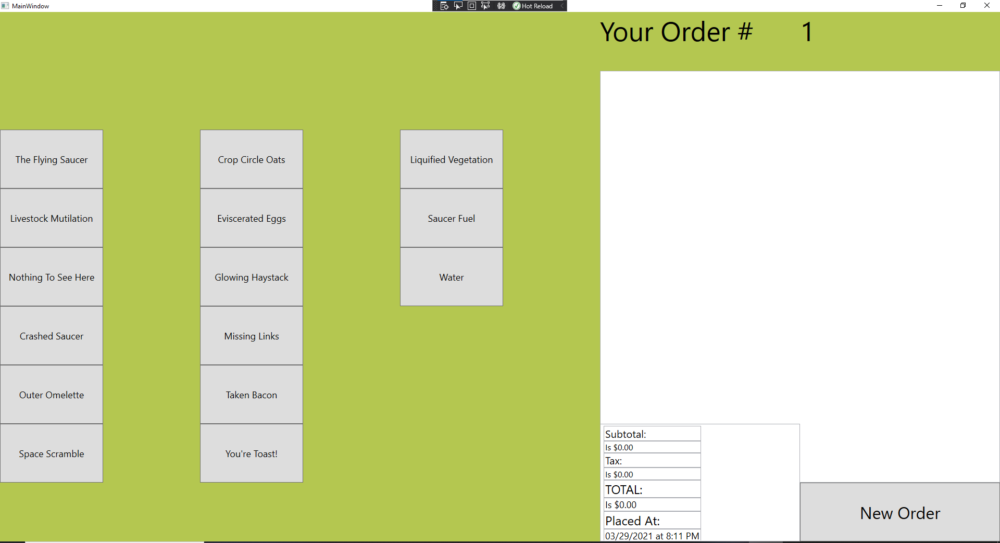 MainWindow
Hot Reload
Your Order # 1
The Flying Saucer
Livestock Mutilation
Nothing To See Here
Crashed Saucer
Outer Omelette
Space Scramble
Crop Circle Oats
Eviscerated Eggs
Glowing Haystack
Missing Links
Taken Bacon
You're Toast!
Liquified Vegetation
Saucer Fuel
Water
Subtotal:
Is $0.00
Tax:
Is $0.00
TOTAL:
Is $0.00
Placed At:
03/29/2021 at 8:11 PM
New Order